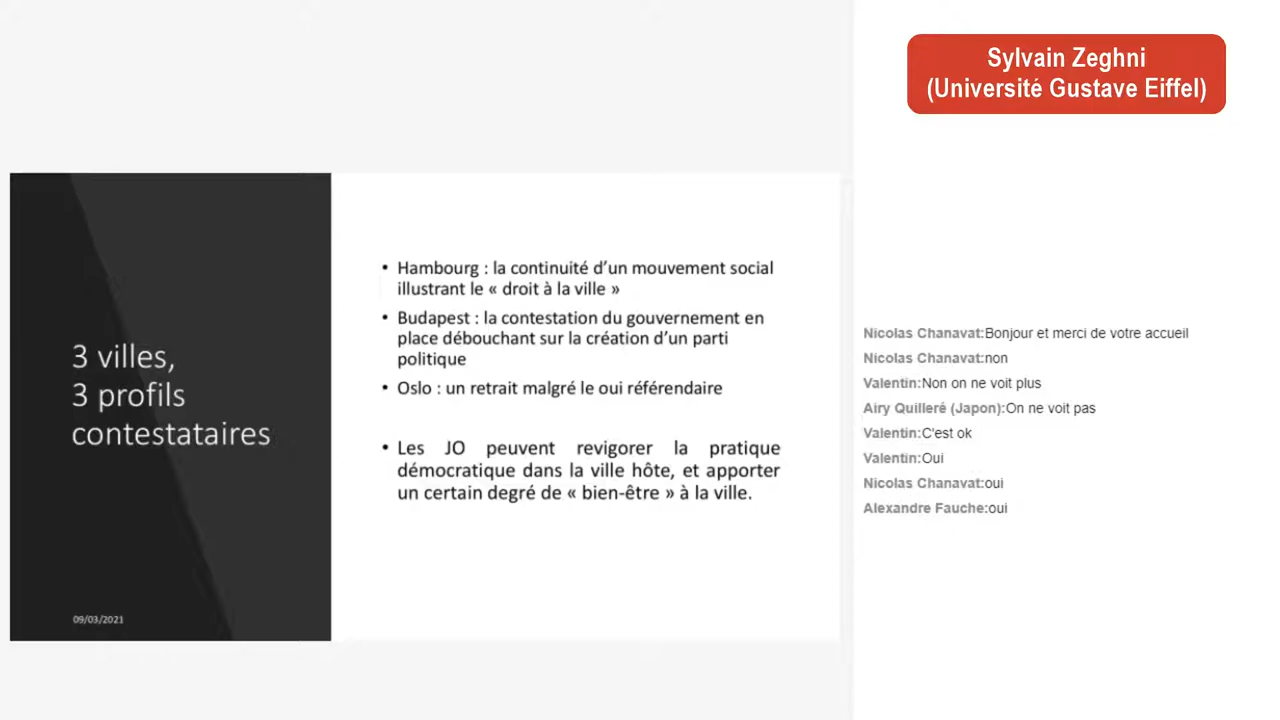 Sylvain Zeghni
(Université Gustave Eiffel)
3 villes,
3 profils
contestataires
09/03/2021
• Hambourg : la continuité d’un mouvement social
illustrant le « droit à la ville »
• Budapest : la contestation du gouvernement en
place débouchant sur la création d’un parti
politique
• Oslo : un retrait malgré le oui référendaire
• Les JO peuvent revigorer la pratique
démocratique dans la ville hôte, et apporter
un certain degré de « bien-être » à la ville.
Nicolas Chanavat:Bonjour et merci de votre accueil
Nicolas Chanavat:non
Valentin:Non on ne voit plus
Airy Quilleré (Japon):On ne voit pas
Valentin:C'est ok
Valentin:Oui
Nicolas Chanavat:oui
Alexandre Fauche:oui